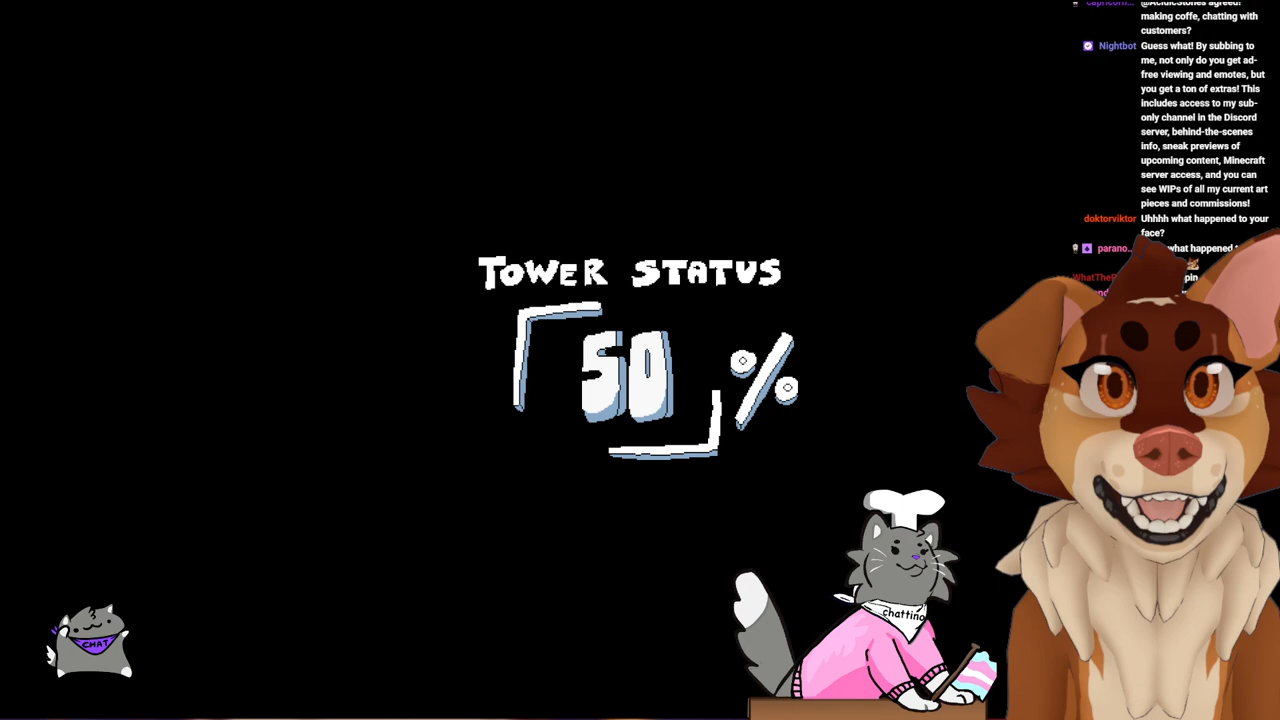 TOWER STATUS
50 %
CHAT
chattino
making coffe, chatting with
customers?
Nightbot Guess what! By subbing to
me, not only do you get ad-
free viewing and emotes, but
you get a ton of extras! This
includes access to my sub-
only channel in the Discord
server, behind-the-scenes
info, sneak previews of
upcoming content, Minecraft
server access, and you can
see WIPs of all my current art
pieces and commissions!
doktorviktor Uhhhh what happened to your
face?
parano... what happened